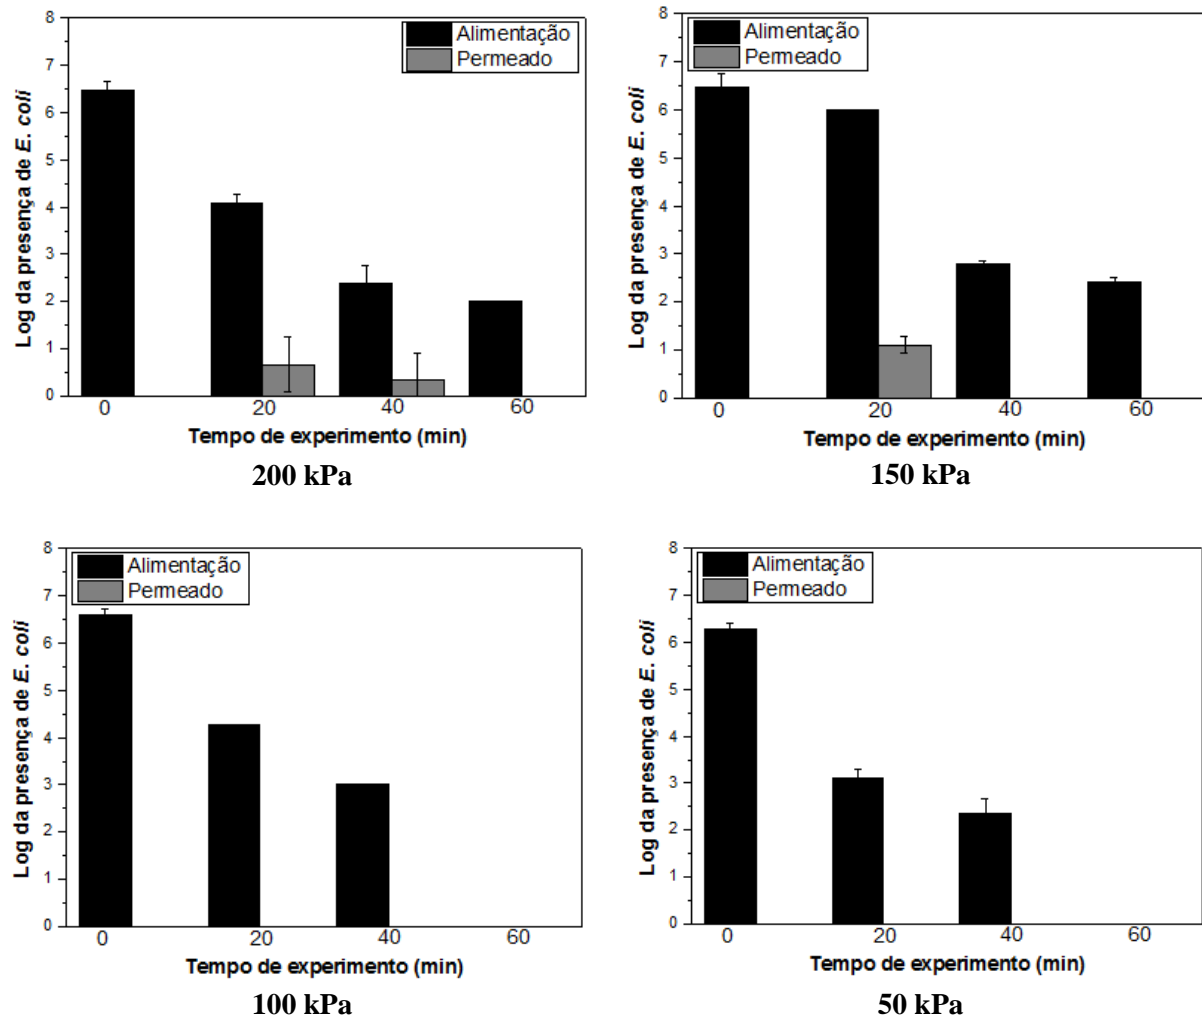 Log da presença de E. coli
8
7
6
5
4
3
2
1
0
Alimentação
Permeado
0 20 40 60
Tempo de experimento (min)
200 kPa
Log da presença de E. coli
8
7
6
5
4
3
2
1
0
Alimentação
Permeado
0 20 40 60
Tempo de experimento (min)
150 kPa
Log da presença de E. coli
8
7
6
5
4
3
2
1
0
Alimentação
Permeado
0 20 40 60
Tempo de experimento (min)
100 kPa
Log da presença de E. coli
8
7
6
5
4
3
2
1
0
Alimentação
Permeado
0 20 40 60
Tempo de experimento (min)
50 kPa